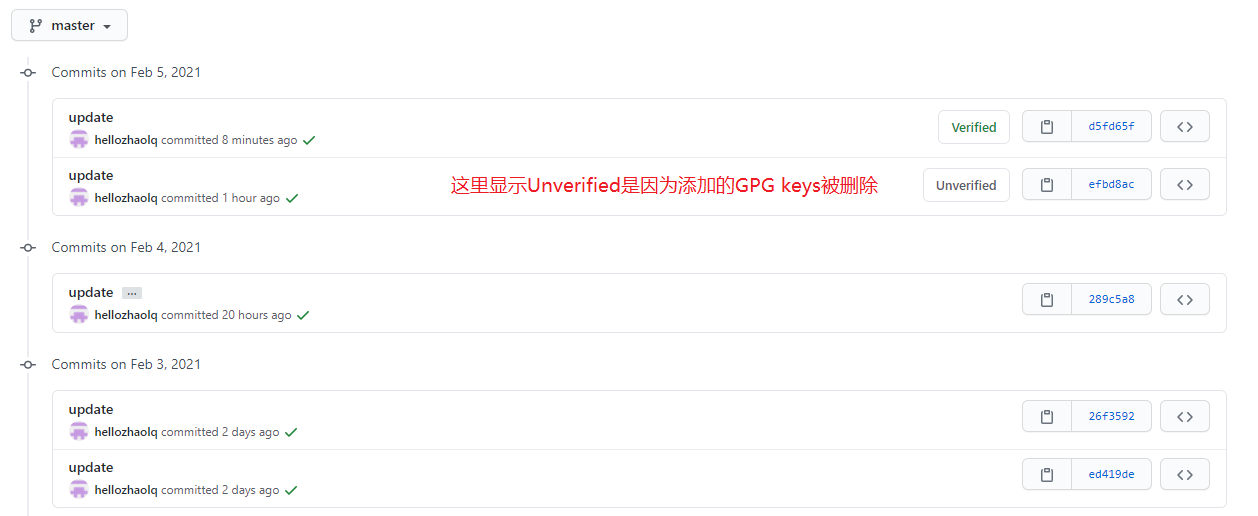 master
Commits on Feb 5, 2021
update
Verified
d5fd65f
hellozhaolq committed 8 minutes ago
update
这里显示Unverified是因为添加的GPG keys被删除
Unverified
efbd8ac
hellozhaolq committed 1 hour ago
Commits on Feb 4, 2021
update ...
289c5a8
hellozhaolq committed 20 hours ago
Commits on Feb 3, 2021
update
26f3592
hellozhaolq committed 2 days ago
update
ed419de
hellozhaolq committed 2 days ago